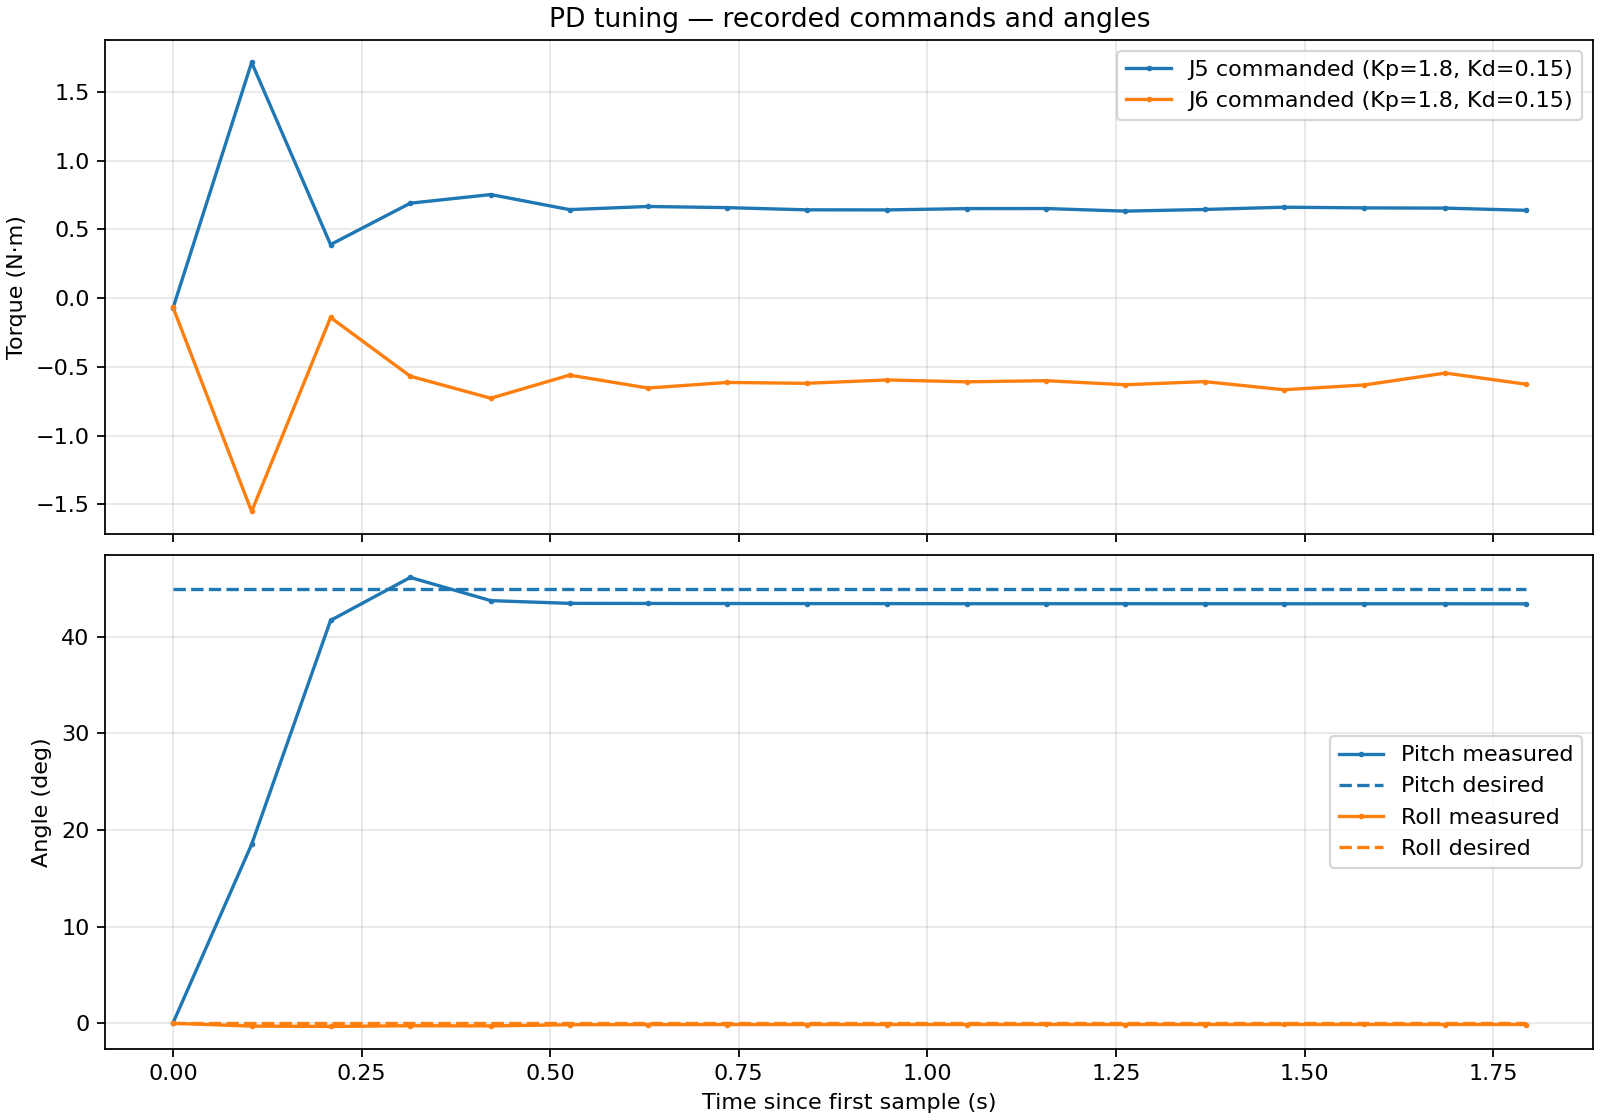 PD tuning — recorded commands and angles
J5 commanded (Kp=1.8, Kd=0.15)
J6 commanded (Kp=1.8, Kd=0.15)
Torque (N·m)
1.5
1.0
0.5
0.0
−0.5
−1.0
−1.5
Pitch measured
Pitch desired
Roll measured
Roll desired
Angle (deg)
40
30
20
10
0
0.00 0.25 0.50 0.75 1.00 1.25 1.50 1.75
Time since first sample (s)